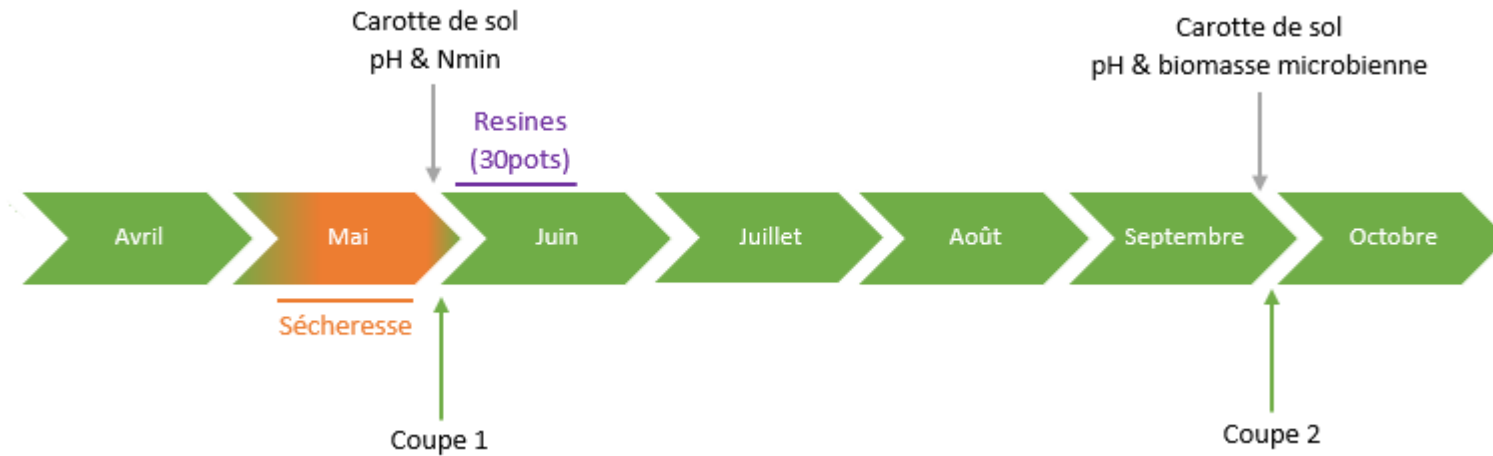 Carotte de sol
pH & Nmin
Carotte de sol
pH & biomasse microbienne
Resines
(30pots)
Avril
Mai
Juin
Juillet
Août
Septembre
Octobre
Sécheresse
Coupe 1
Coupe 2